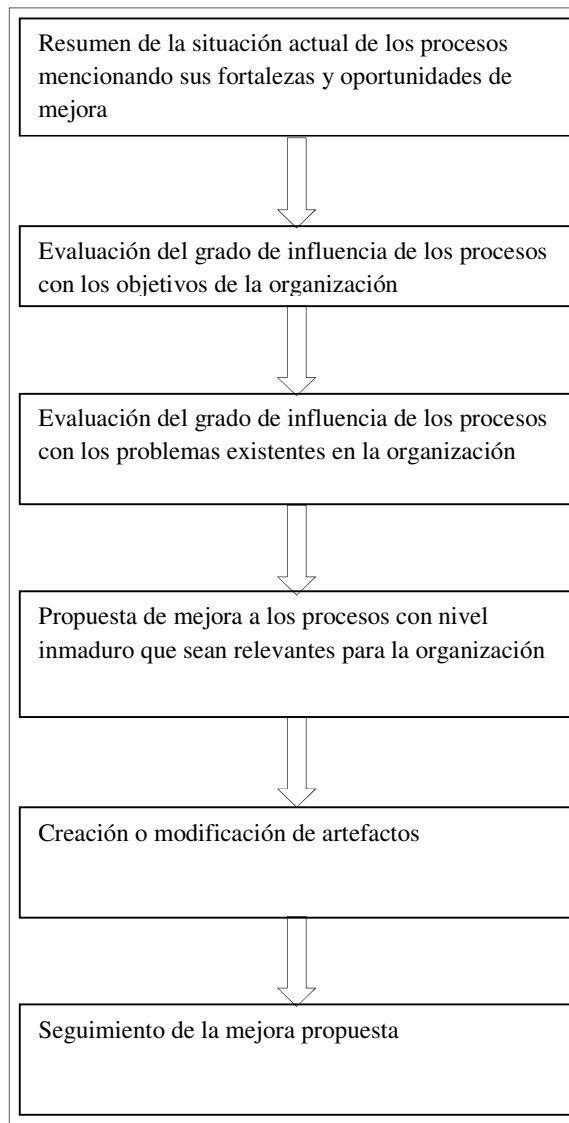 Resumen de la situación actual de los procesos
mencionando sus fortalezas y oportunidades de
mejora
Evaluación del grado de influencia de los procesos
con los objetivos de la organización
Evaluación del grado de influencia de los procesos
con los problemas existentes en la organización
Propuesta de mejora a los procesos con nivel
inmaduro que sean relevantes para la organización
Creación o modificación de artefactos
Seguimiento de la mejora propuesta